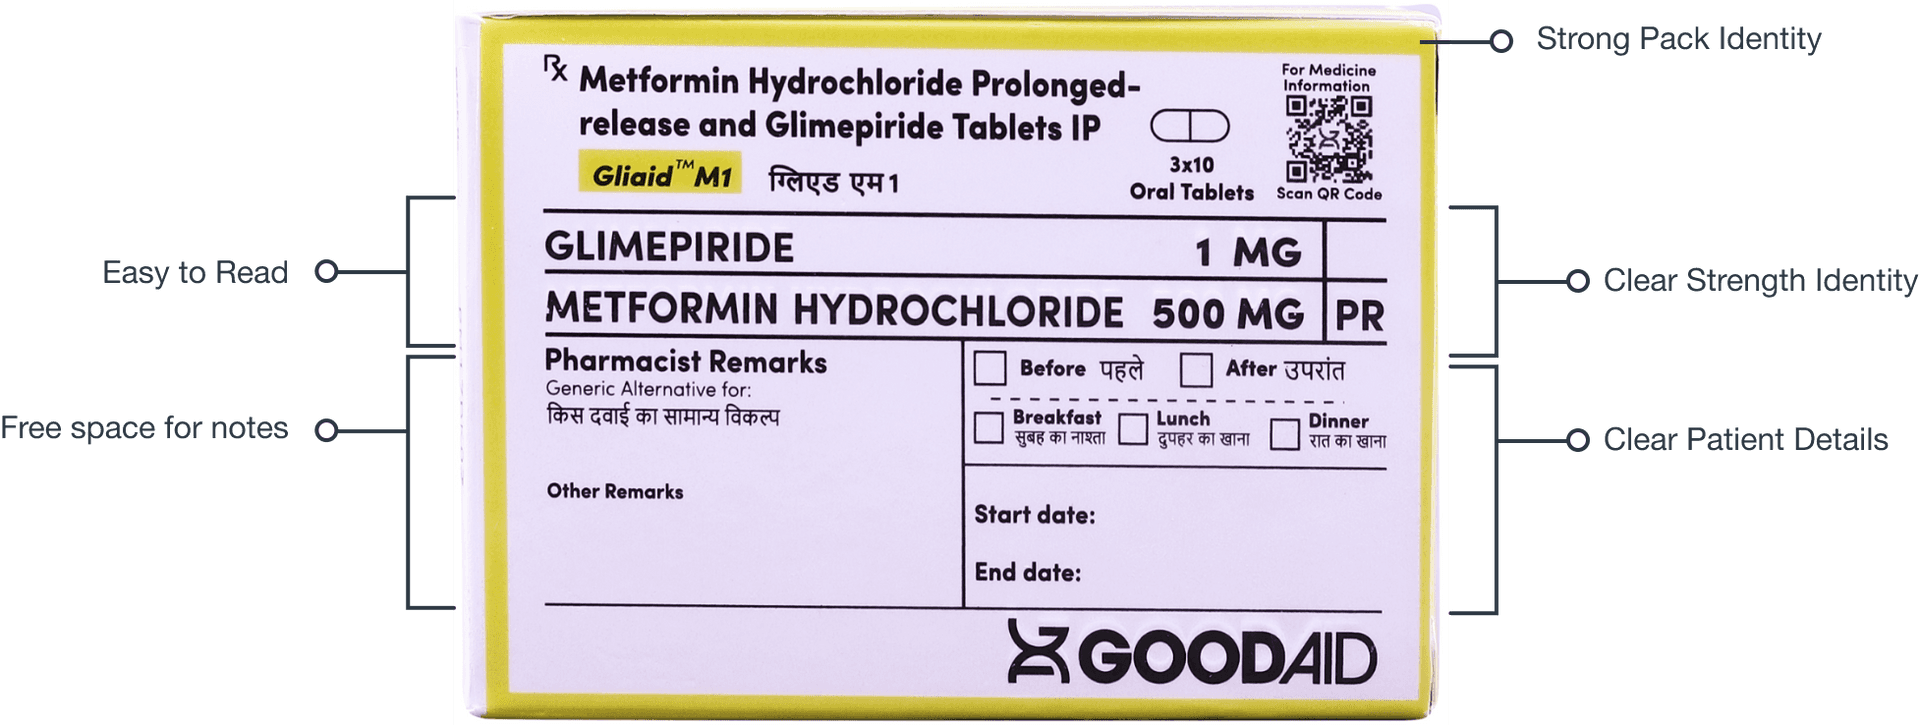 Strong Pack Identity
Rx Metformin Hydrochloride Prolonged-
release and Glimepiride Tablets IP
Gliaid™ M1 ग्लिएड एम 1
3x10
Oral Tablets
For Medicine
Information
Scan QR Code
Easy to Read
GLIMEPIRIDE 1 MG
METFORMIN HYDROCHLORIDE 500 MG PR
Clear Strength Identity
Free space for notes
Pharmacist Remarks
Generic Alternative for:
किस दवाई का सामान्य विकल्प
Other Remarks
Before पहले After उपरांत
Breakfast
सुबह का नाश्ता
Lunch
दुपहर का खाना
Dinner
रात का खाना
Start date:
End date:
Clear Patient Details
GOODAID